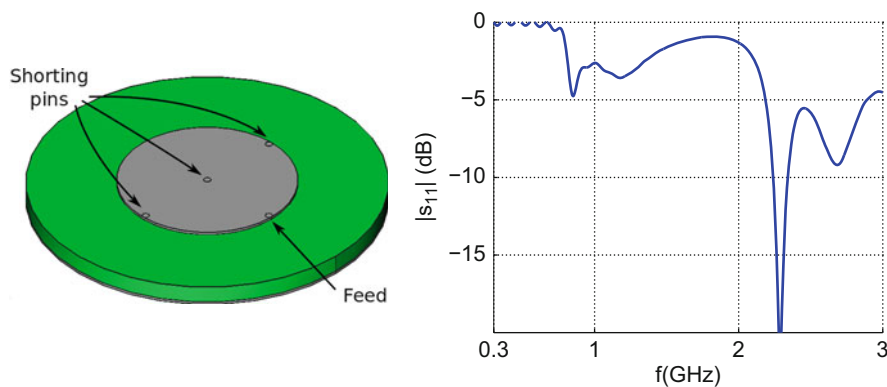 Shorting
pins
Feed
|s11| (dB)
0
−5
−10
−15
0.3
1
2
3
f(GHz)